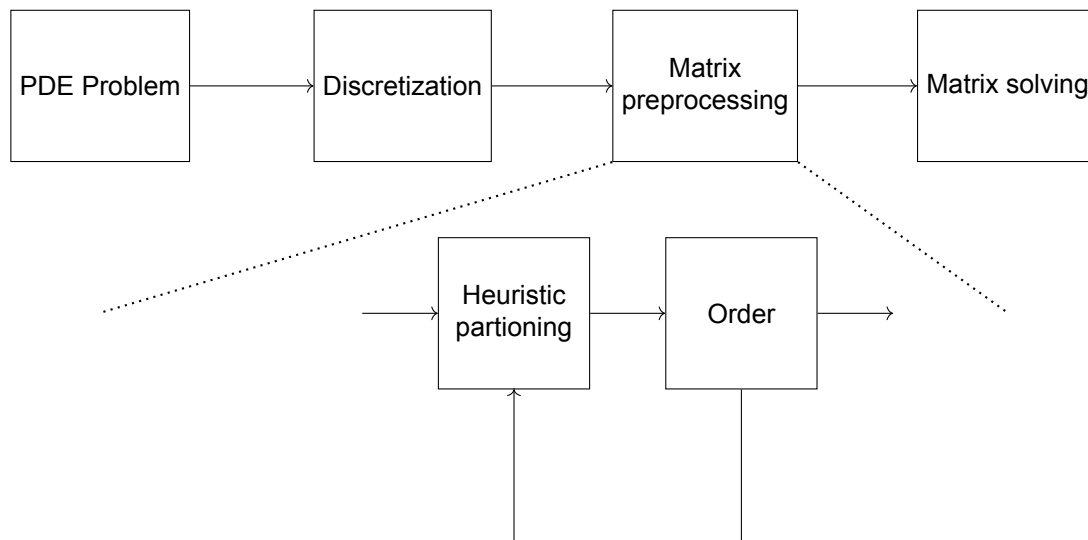 PDE Problem
Discretization
Matrix
preprocessing
Matrix solving
Heuristic
partioning
Order